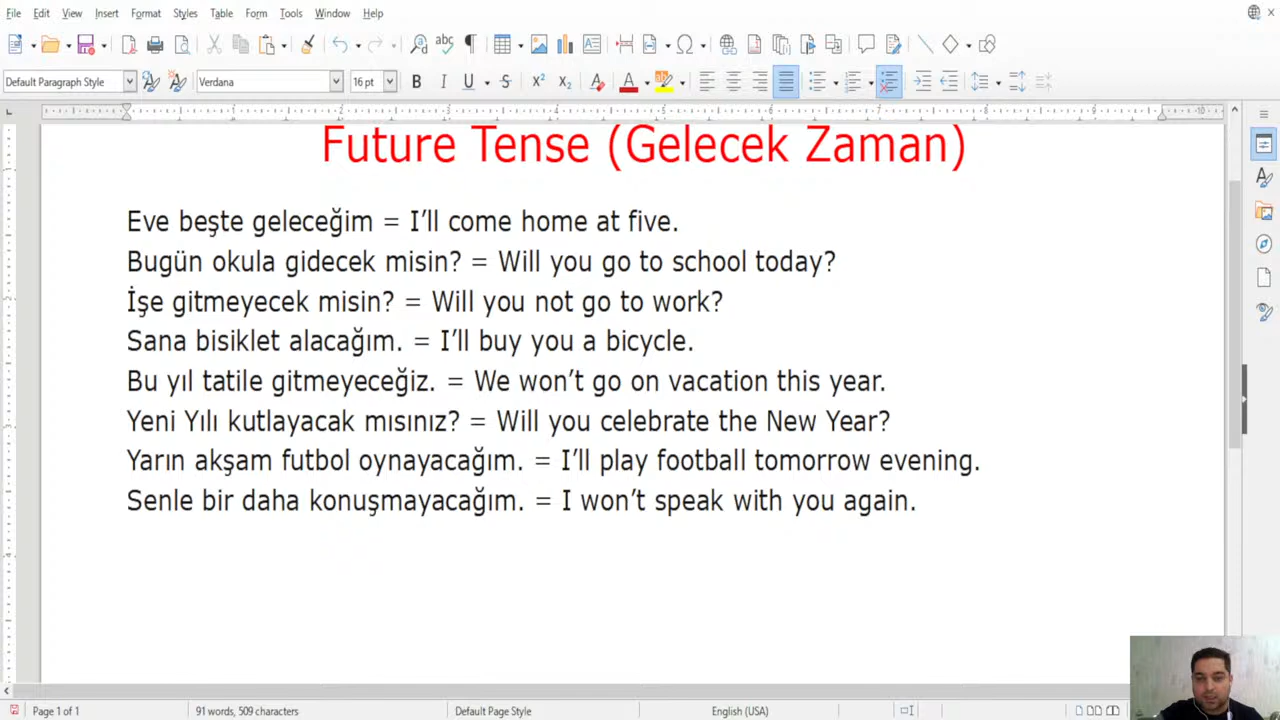 File Edit View Insert Format Styles Table Form Tools Window Help
Default Paragraph Style Verdana 16 pt
Future Tense (Gelecek Zaman)
Eve beşte geleceğim = I'll come home at five.
Bugün okula gidecek misin? = Will you go to school today?
İşe gitmeyecek misin? = Will you not go to work?
Sana bisiklet alacağım. = I'll buy you a bicycle.
Bu yıl tatile gitmeyeceğiz. = We won't go on vacation this year.
Yeni Yılı kutlayacak mısınız? = Will you celebrate the New Year?
Yarın akşam futbol oynayacağım. = I'll play football tomorrow evening.
Senle bir daha konuşmayacağım. = I won't speak with you again.
Page 1 of 1 91 words, 509 characters Default Page Style English (USA)